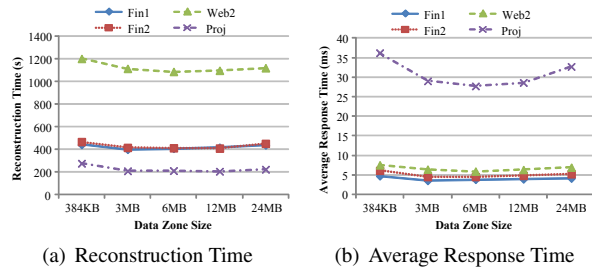 Fin1 Web2
Fin2 Proj
Reconstruction Time (s)
1400
1200
1000
800
600
400
200
0
384KB 3MB 6MB 12MB 24MB
Data Zone Size
(a) Reconstruction Time
Fin1 Web2
Fin2 Proj
Average Response Time (ms)
40
35
30
25
20
15
10
5
0
384KB 3MB 6MB 12MB 24MB
Data Zone Size
(b) Average Response Time